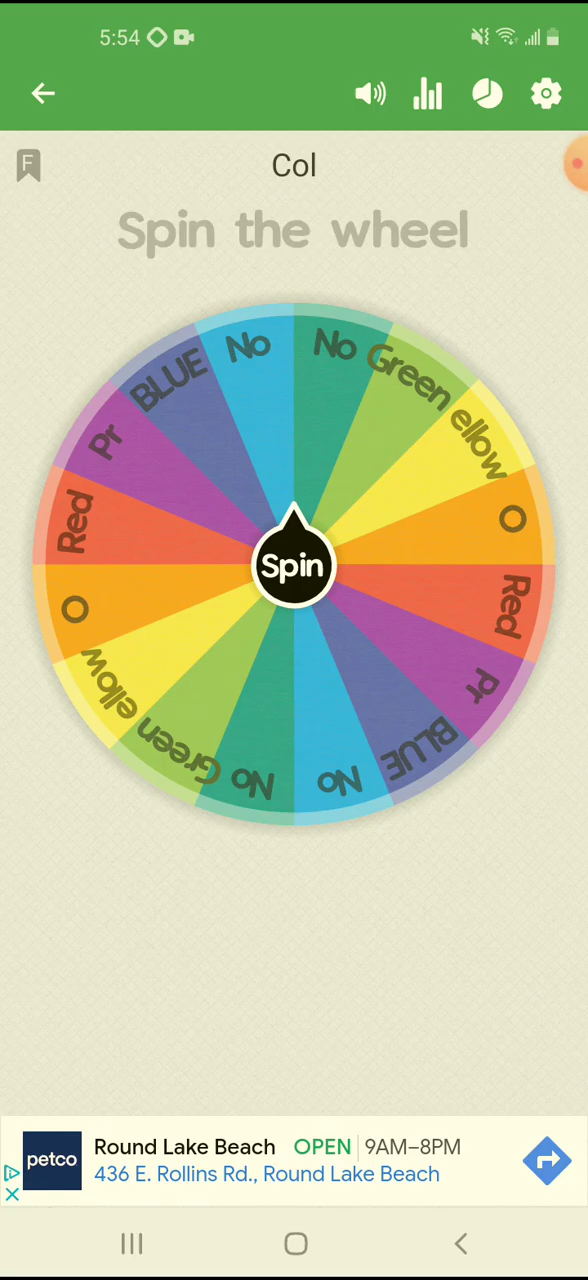 5:54
F
Col
Spin the wheel
No
Green
ellow
O
Red
Pr
BLUE
No
No
Green
ellow
O
Red
Pr
BLUE
No
Spin
petco
Round Lake Beach OPEN 9AM–8PM
436 E. Rollins Rd., Round Lake Beach